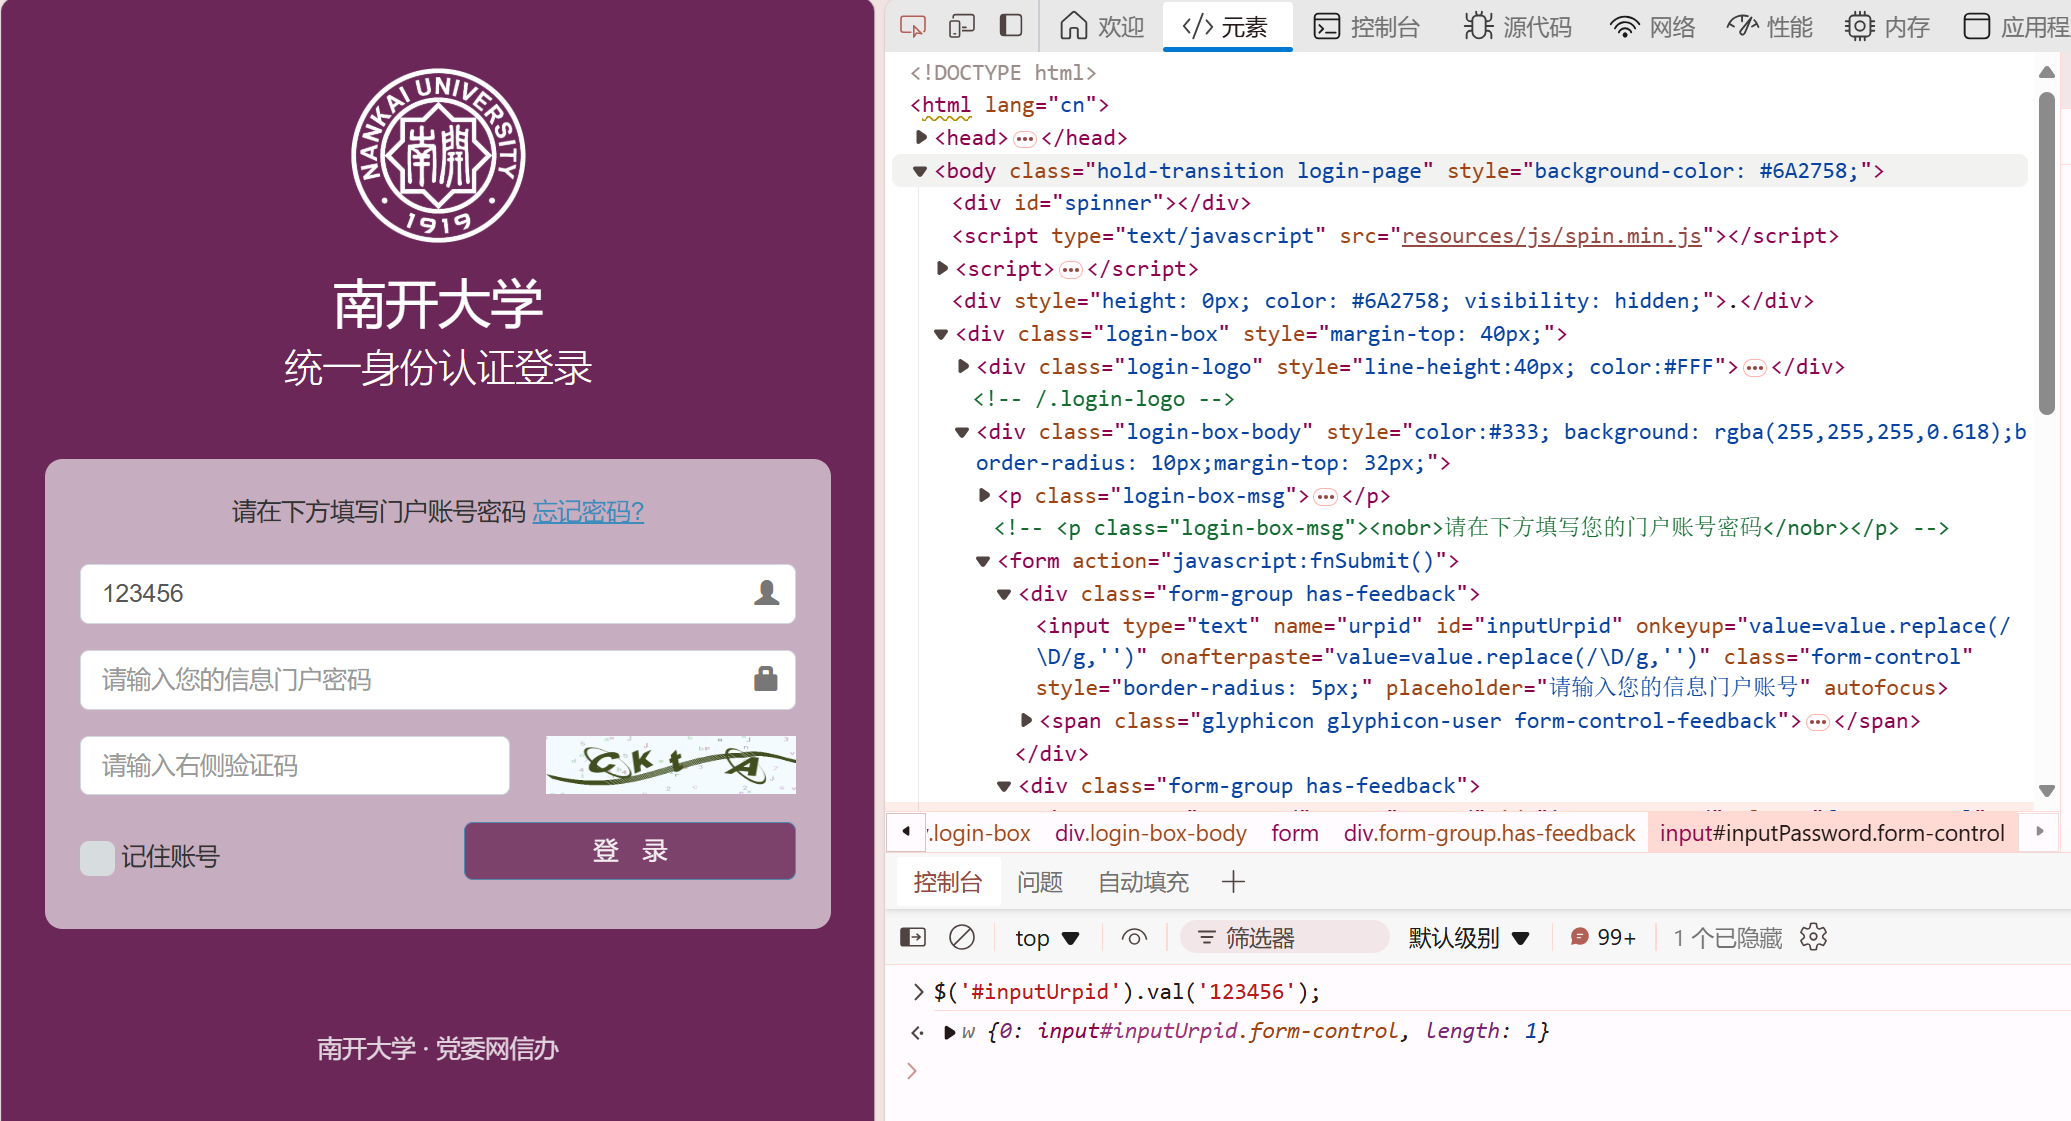 NANKAI UNIVERSITY
南開
1919
南开大学
统一身份认证登录
请在下方填写门户账号密码 忘记密码?
123456
请输入您的信息门户密码
请输入右侧验证码
CktA
记住账号
登 录
南开大学 · 党委网信办
欢迎
元素
控制台
源代码
网络
性能
内存
应用程
<!DOCTYPE html>
<html lang="cn">
<head>…</head>
<body class="hold-transition login-page" style="background-color: #6A2758;">
<div id="spinner"></div>
<script type="text/javascript" src="resources/js/spin.min.js"></script>
<script>…</script>
<div style="height: 0px; color: #6A2758; visibility: hidden;">.</div>
<div class="login-box" style="margin-top: 40px;">
<div class="login-logo" style="line-height:40px; color:#FFF">…</div>
<!-- /.login-logo -->
<div class="login-box-body" style="color:#333; background: rgba(255,255,255,0.618);b
order-radius: 10px;margin-top: 32px;">
<p class="login-box-msg">…</p>
<!-- <p class="login-box-msg"><nobr>请在下方填写您的门户账号密码</nobr></p> -->
<form action="javascript:fnSubmit()">
<div class="form-group has-feedback">
<input type="text" name="urpid" id="inputUrpid" onkeyup="value=value.replace(/
\D/g,'')" onafterpaste="value=value.replace(/\D/g,'')" class="form-control"
style="border-radius: 5px;" placeholder="请输入您的信息门户账号" autofocus>
<span class="glyphicon glyphicon-user form-control-feedback">…</span>
</div>
<div class="form-group has-feedback">
.login-box div.login-box-body form div.form-group.has-feedback input#inputPassword.form-control
控制台 问题 自动填充
top 筛选器 默认级别 99+ 1 个已隐藏
$('#inputUrpid').val('123456');
w {0: input#inputUrpid.form-control, length: 1}